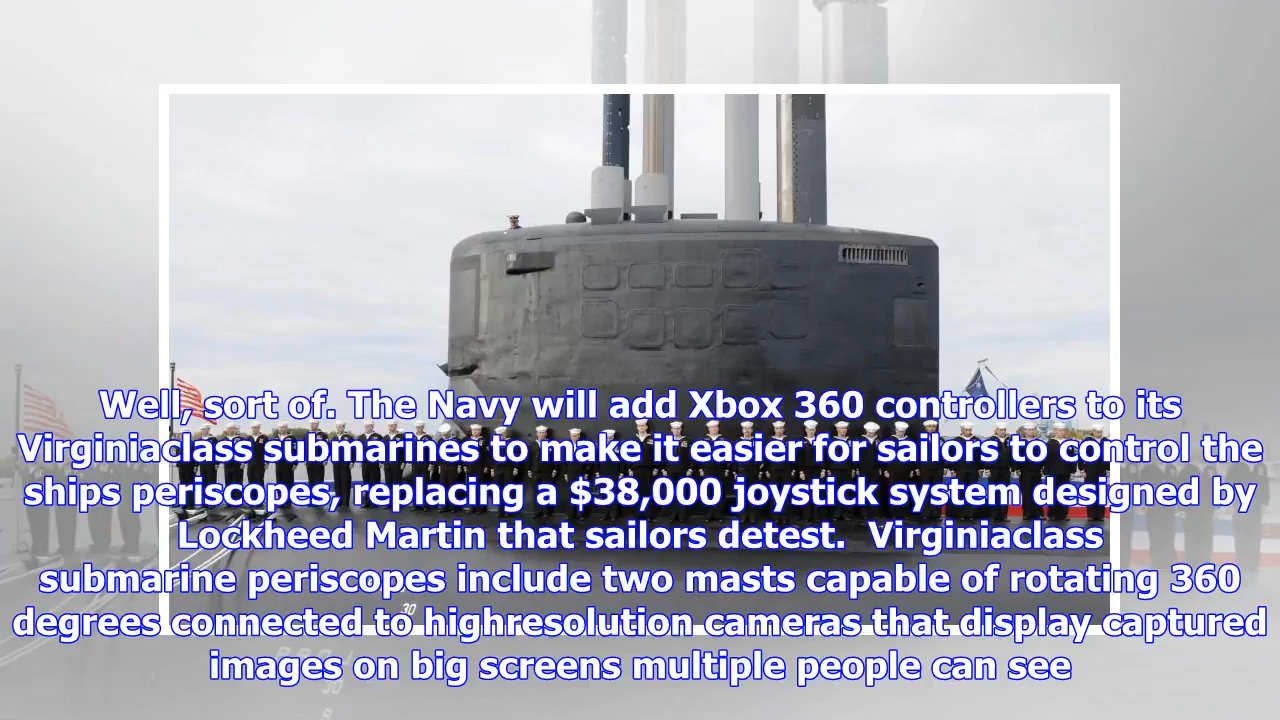 Well, sort of. The Navy will add Xbox 360 controllers to its
Virginiaclass submarines to make it easier for sailors to control the
ships periscopes, replacing a $38,000 joystick system designed by
Lockheed Martin that sailors detest.  Virginiaclass
submarine periscopes include two masts capable of rotating 360
degrees connected to highresolution cameras that display captured
images on big screens multiple people can see
30
30